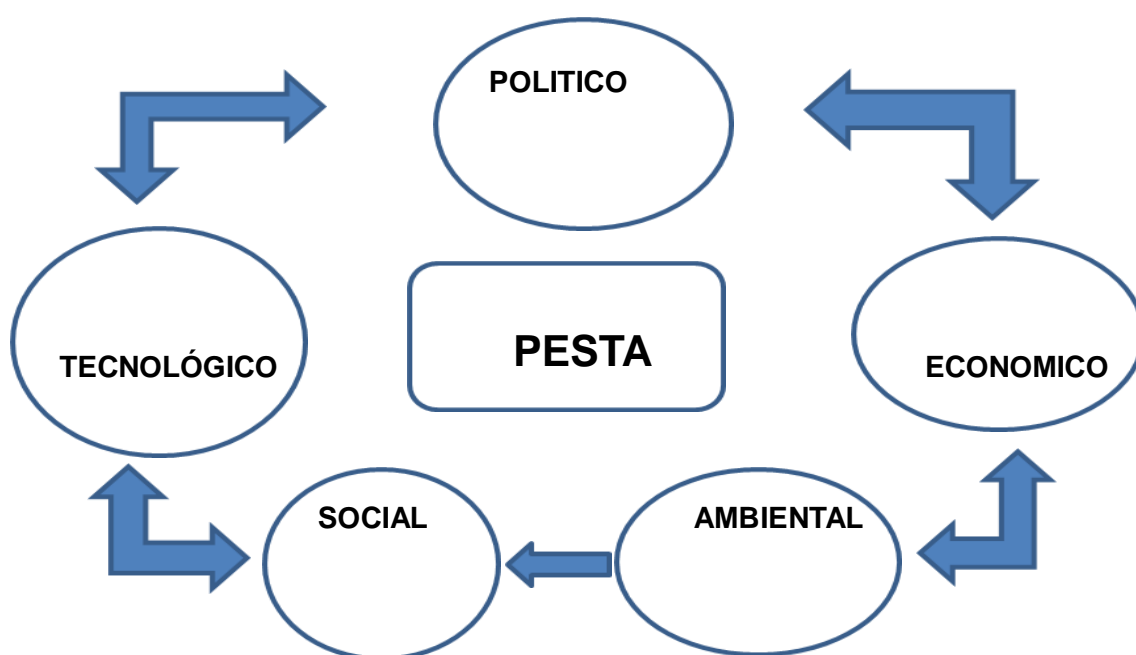 POLITICO
PESTA
TECNOLÓGICO
ECONOMICO
SOCIAL
AMBIENTAL